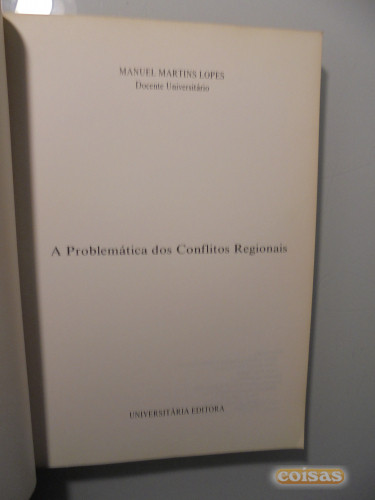 MANUEL MARTINS LOPES
Docente Universitário
A Problemática dos Conflitos Regionais
UNIVERSITÁRIA EDITORA
coisas